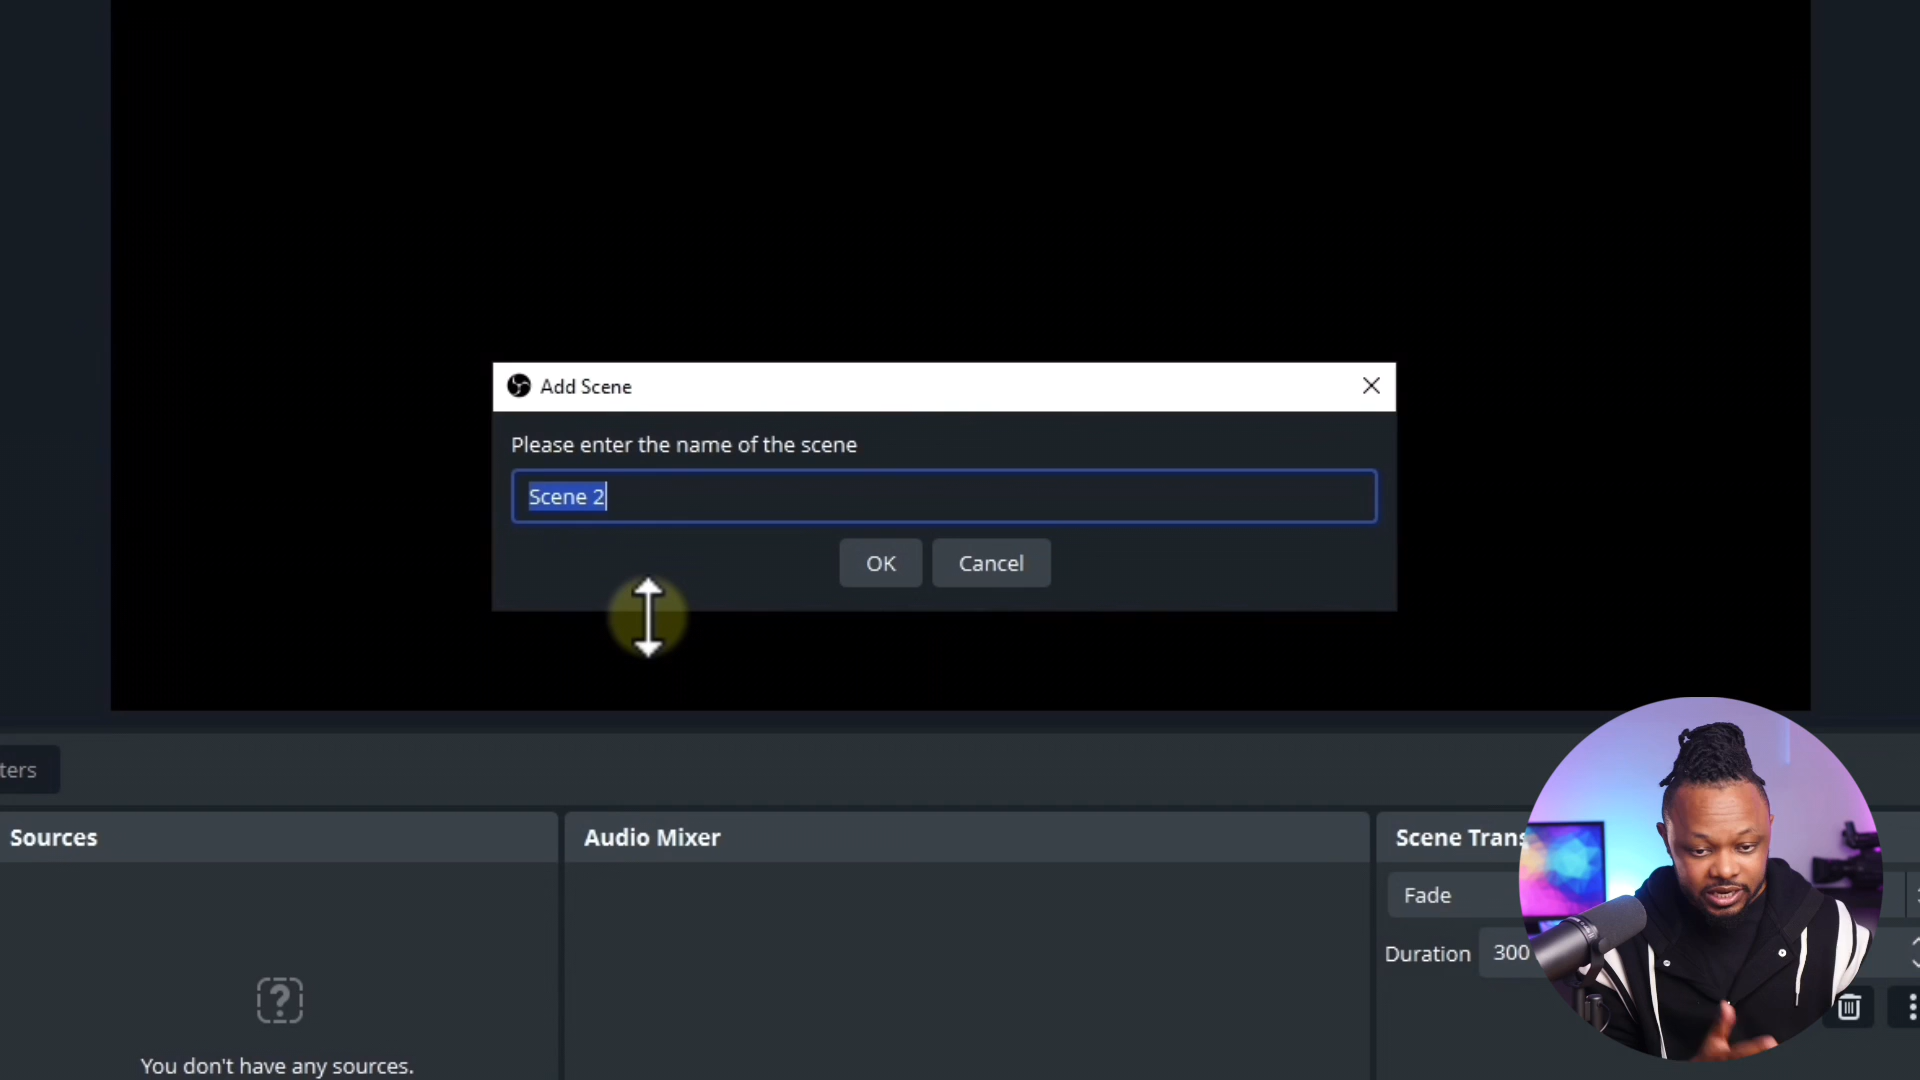 Add Scene
Please enter the name of the scene
Scene 2
OK Cancel
ters
Sources
Audio Mixer
Scene Trans
Fade
Duration 300
You don't have any sources.